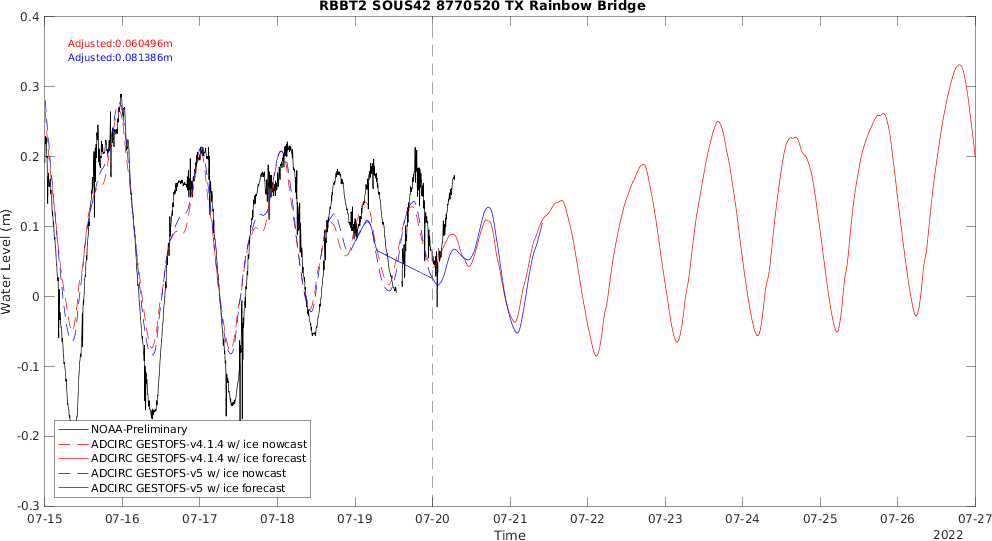 RBBT2 SOUS42 8770520 TX Rainbow Bridge
Adjusted:0.060496m
Adjusted:0.081386m
0.4
0.3
0.2
0.1
0
-0.1
-0.2
-0.3
Water Level (m)
NOAA-Preliminary
ADCIRC GESTOFS-v4.1.4 w/ ice nowcast
ADCIRC GESTOFS-v4.1.4 w/ ice forecast
ADCIRC GESTOFS-v5 w/ ice nowcast
ADCIRC GESTOFS-v5 w/ ice forecast
07-15 07-16 07-17 07-18 07-19 07-20 07-21 07-22 07-23 07-24 07-25 07-26 07-27
Time
2022